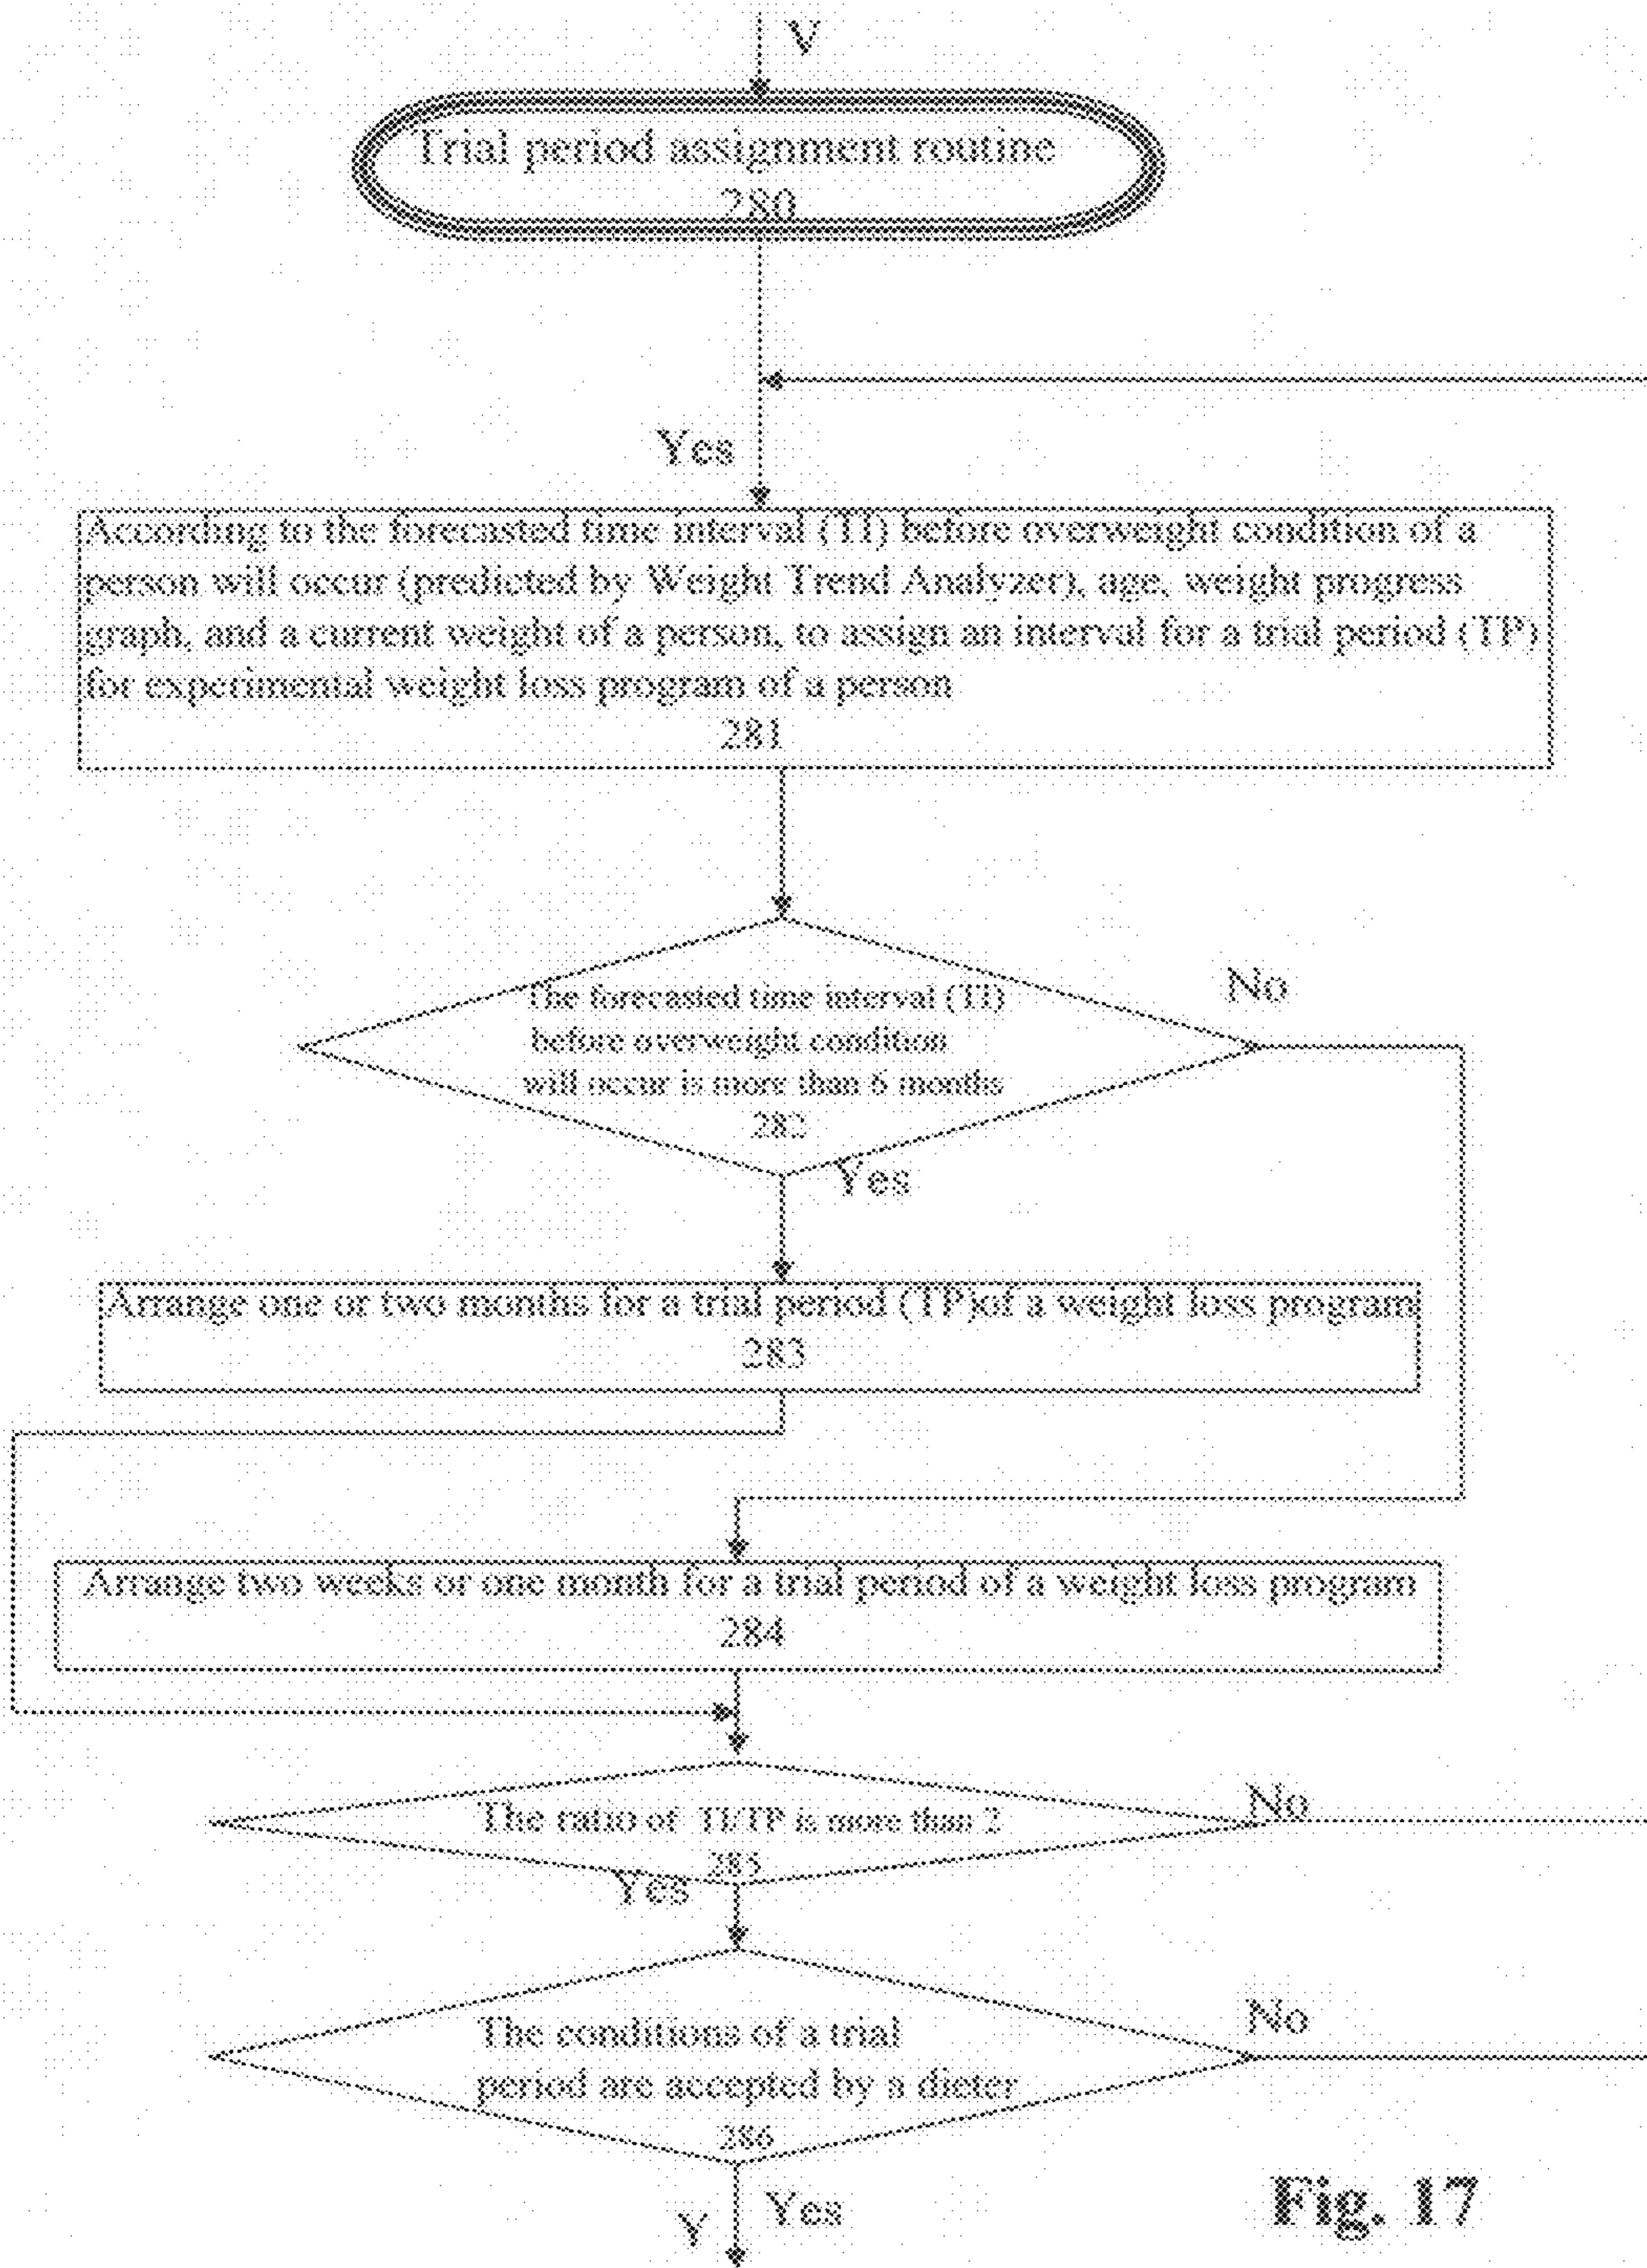 V
Trial period assignment routine
280
Yes
According to the forecasted time interval (TI) before overweight condition of a
person will occur (predicted by Weight Trend Analyzer), age, weight progress
graph, and a current weight of a person, to assign an interval for a trial period (TP)
for experimental weight loss program of a person
281
No
The forecasted time interval (TI)
before overweight condition
will occur is more than 6 months
282
Yes
Arrange one or two months for a trial period (TP)of a weight loss program
283
Arrange two weeks or one month for a trial period of a weight loss program
284
No
The ratio of TI/TP is more than 2
285
Yes
No
The conditions of a trial
period are accepted by a dieter
286
Yes
Y
Fig. 17